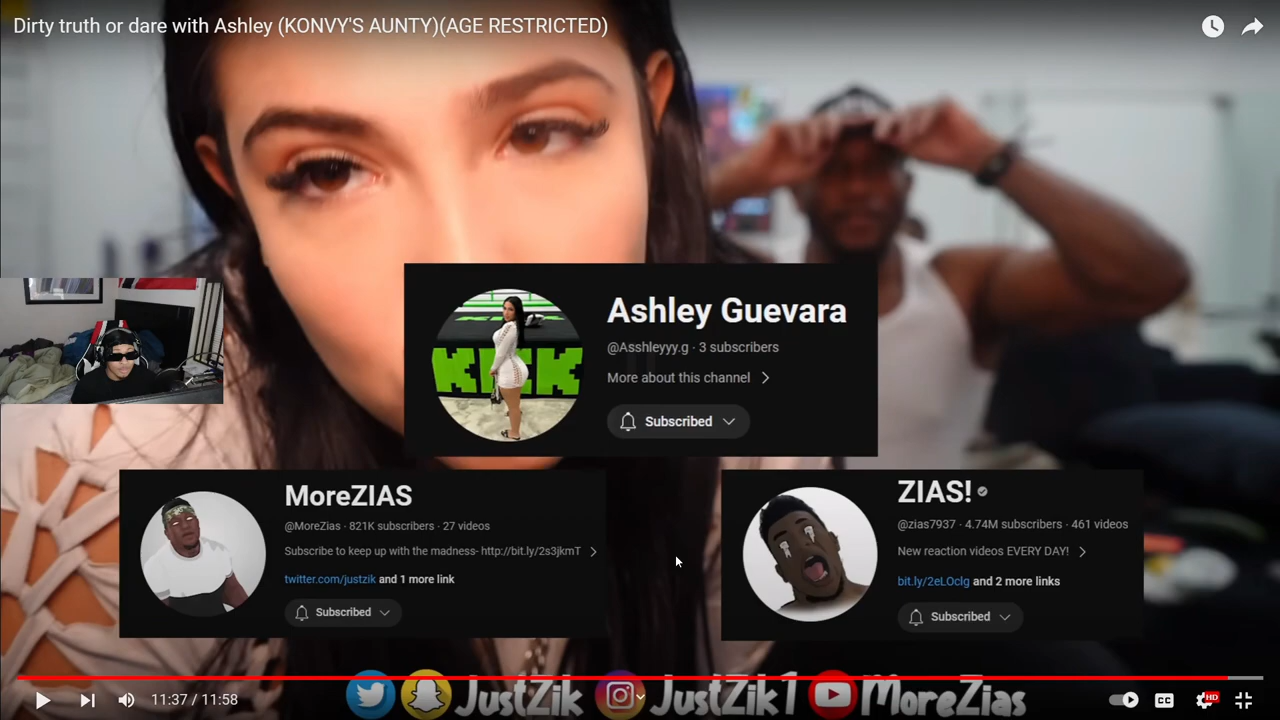 Dirty truth or dare with Ashley (KONVY'S AUNTY)(AGE RESTRICTED)
KICK
Ashley Guevara
@Asshleyyy.g · 3 subscribers
More about this channel
Subscribed
MoreZIAS
@MoreZias · 821K subscribers · 27 videos
Subscribe to keep up with the madness- http://bit.ly/2s3jkmT
twitter.com/justzik and 1 more link
Subscribed
ZIAS!
@zias7937 · 4.74M subscribers · 461 videos
New reaction videos EVERY DAY!
bit.ly/2eLOclg and 2 more links
Subscribed
JustZik JustZik1 MoreZias
11:37 / 11:58
CC
HD